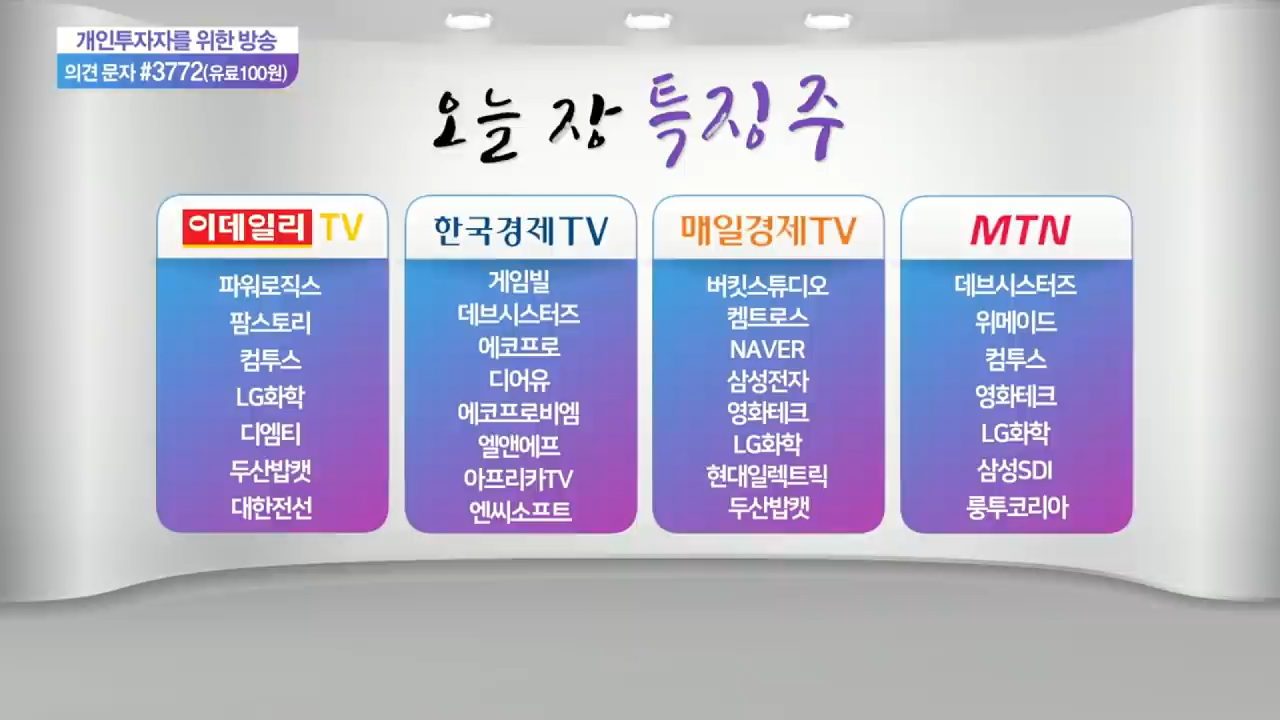 개인투자자를 위한 방송
의견 문자 #3772(유료100원)
오늘 장 특징주
이데일리 TV
파워로직스
팜스토리
컴투스
LG화학
디엠티
두산밥캣
대한전선
한국경제TV
게임빌
데브시스터즈
에코프로
디어유
에코프로비엠
엘앤에프
아프리카TV
엔씨소프트
매일경제TV
버킷스튜디오
켐트로스
NAVER
삼성전자
영화테크
LG화학
현대일렉트릭
두산밥캣
MTN
데브시스터즈
위메이드
컴투스
영화테크
LG화학
삼성SDI
룽투코리아